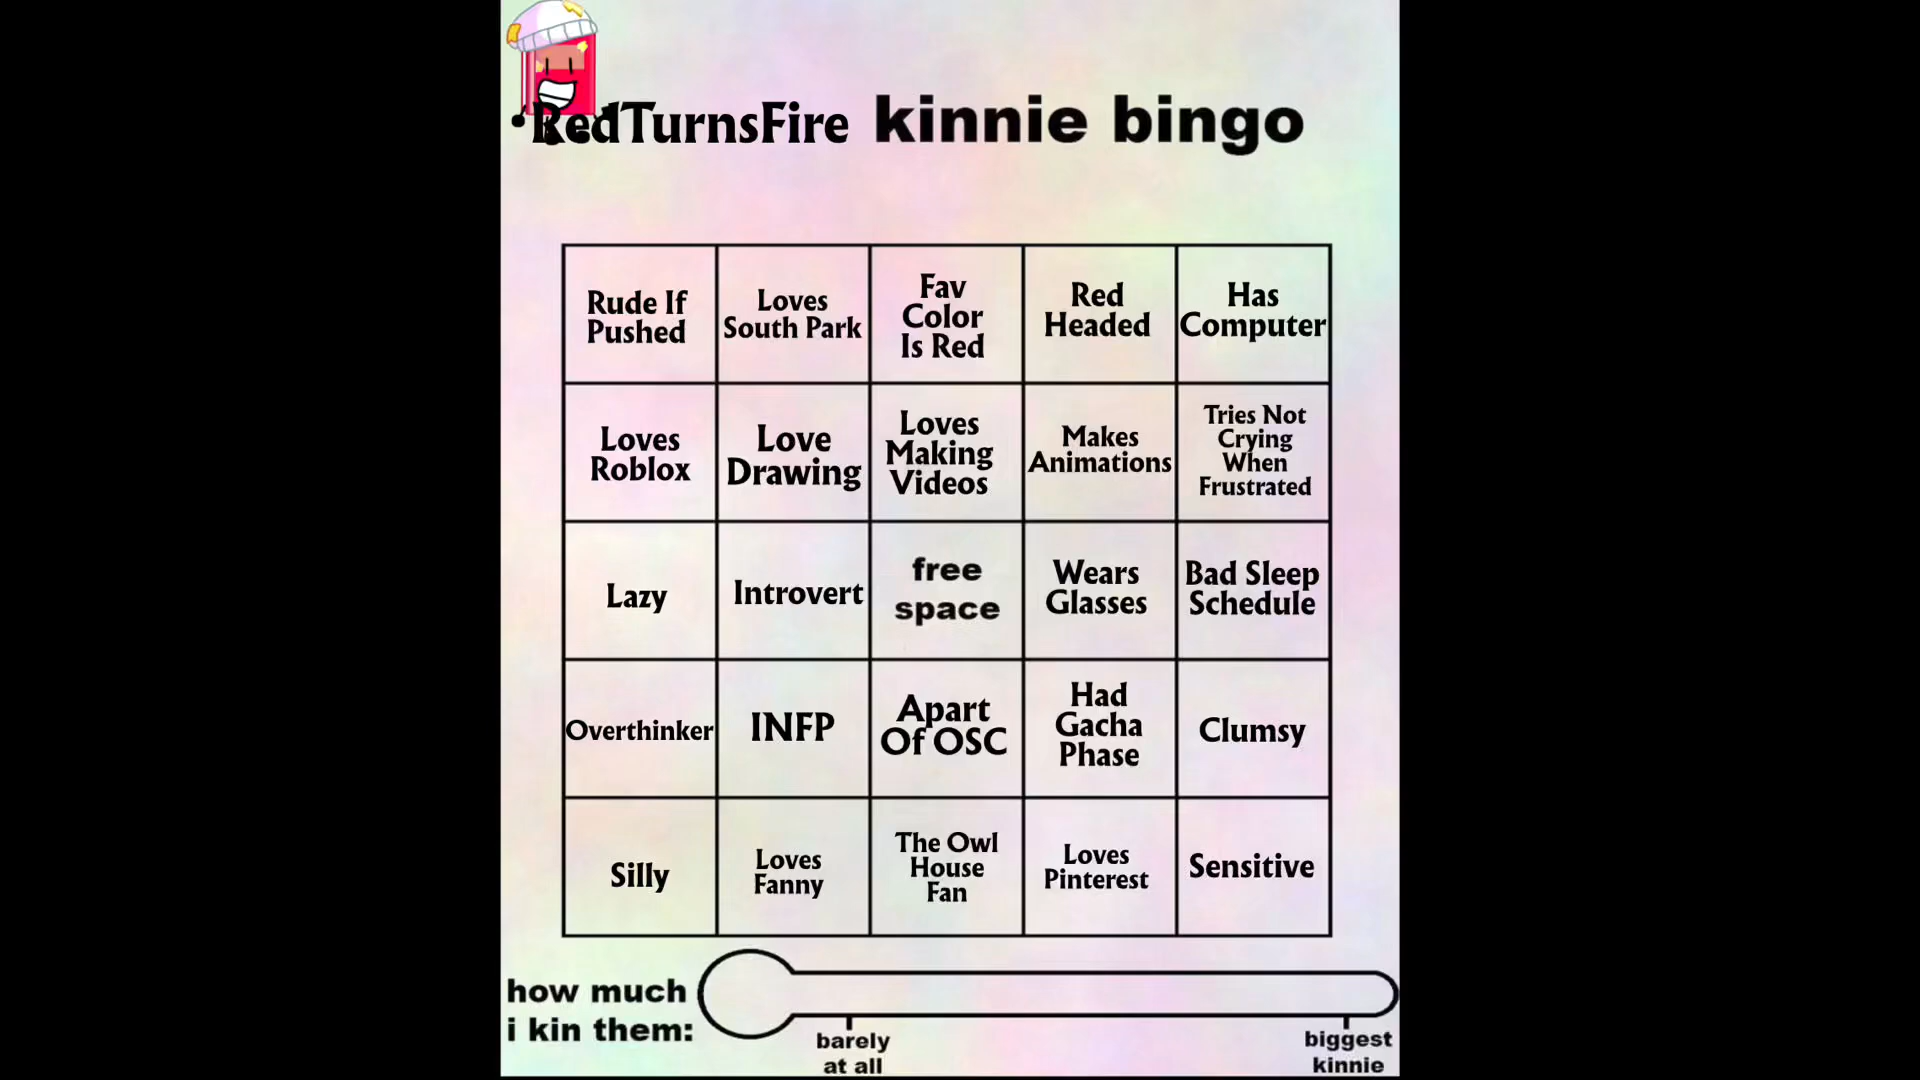 RedTurnsFire kinnie bingo
Rude If
Pushed
Loves
South Park
Fav
Color
Is Red
Red
Headed
Has
Computer
Loves
Roblox
Love
Drawing
Loves
Making
Videos
Makes
Animations
Tries Not
Crying
When
Frustrated
Lazy
Introvert
free
space
Wears
Glasses
Bad Sleep
Schedule
Overthinker
INFP
Apart
Of OSC
Had
Gacha
Phase
Clumsy
Silly
Loves
Fanny
The Owl
House
Fan
Loves
Pinterest
Sensitive
how much
i kin them:
barely
at all
biggest
kinnie